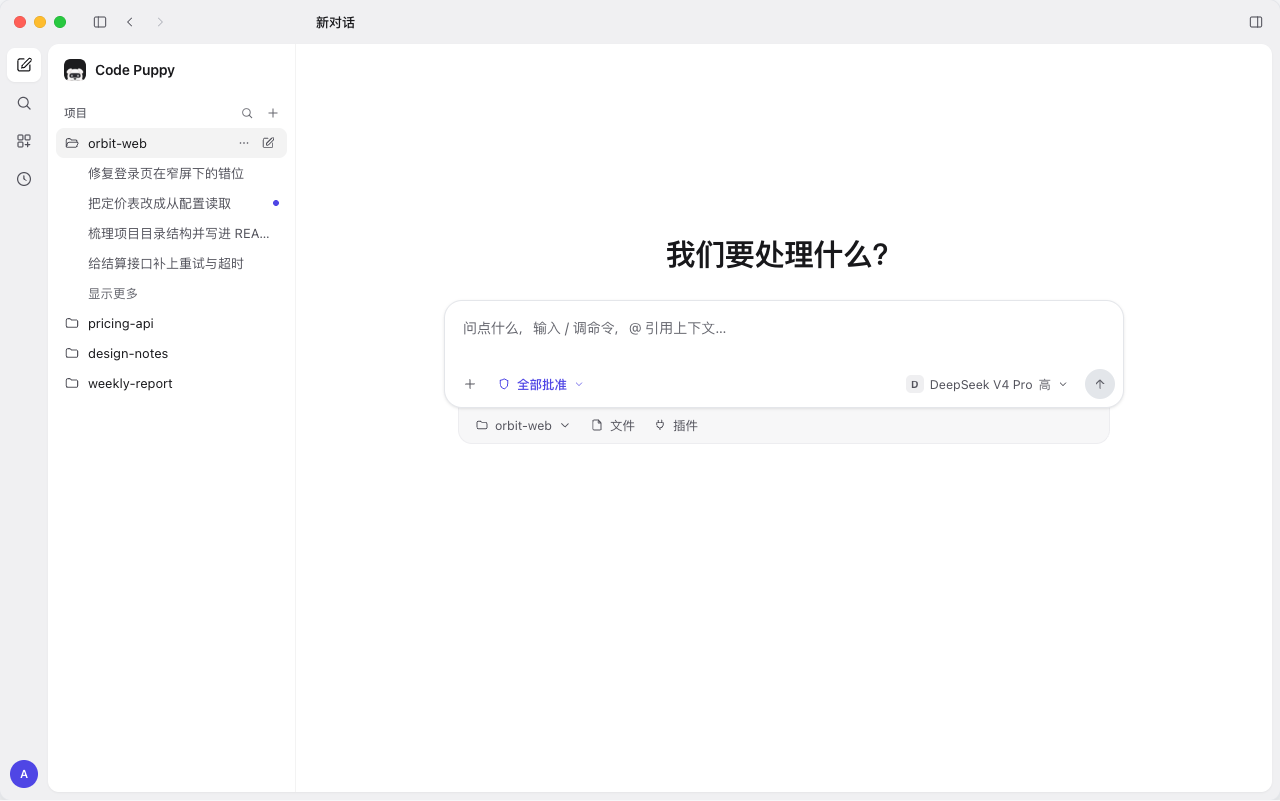 新对话
Code Puppy
项目
orbit-web
修复登录页在窄屏下的错位
把定价表改成从配置读取
梳理项目目录结构并写进 REA...
给结算接口补上重试与超时
显示更多
pricing-api
design-notes
weekly-report
A
我们要处理什么?
问点什么，输入 / 调命令，@ 引用上下文...
全部批准
D DeepSeek V4 Pro 高
orbit-web 文件 插件